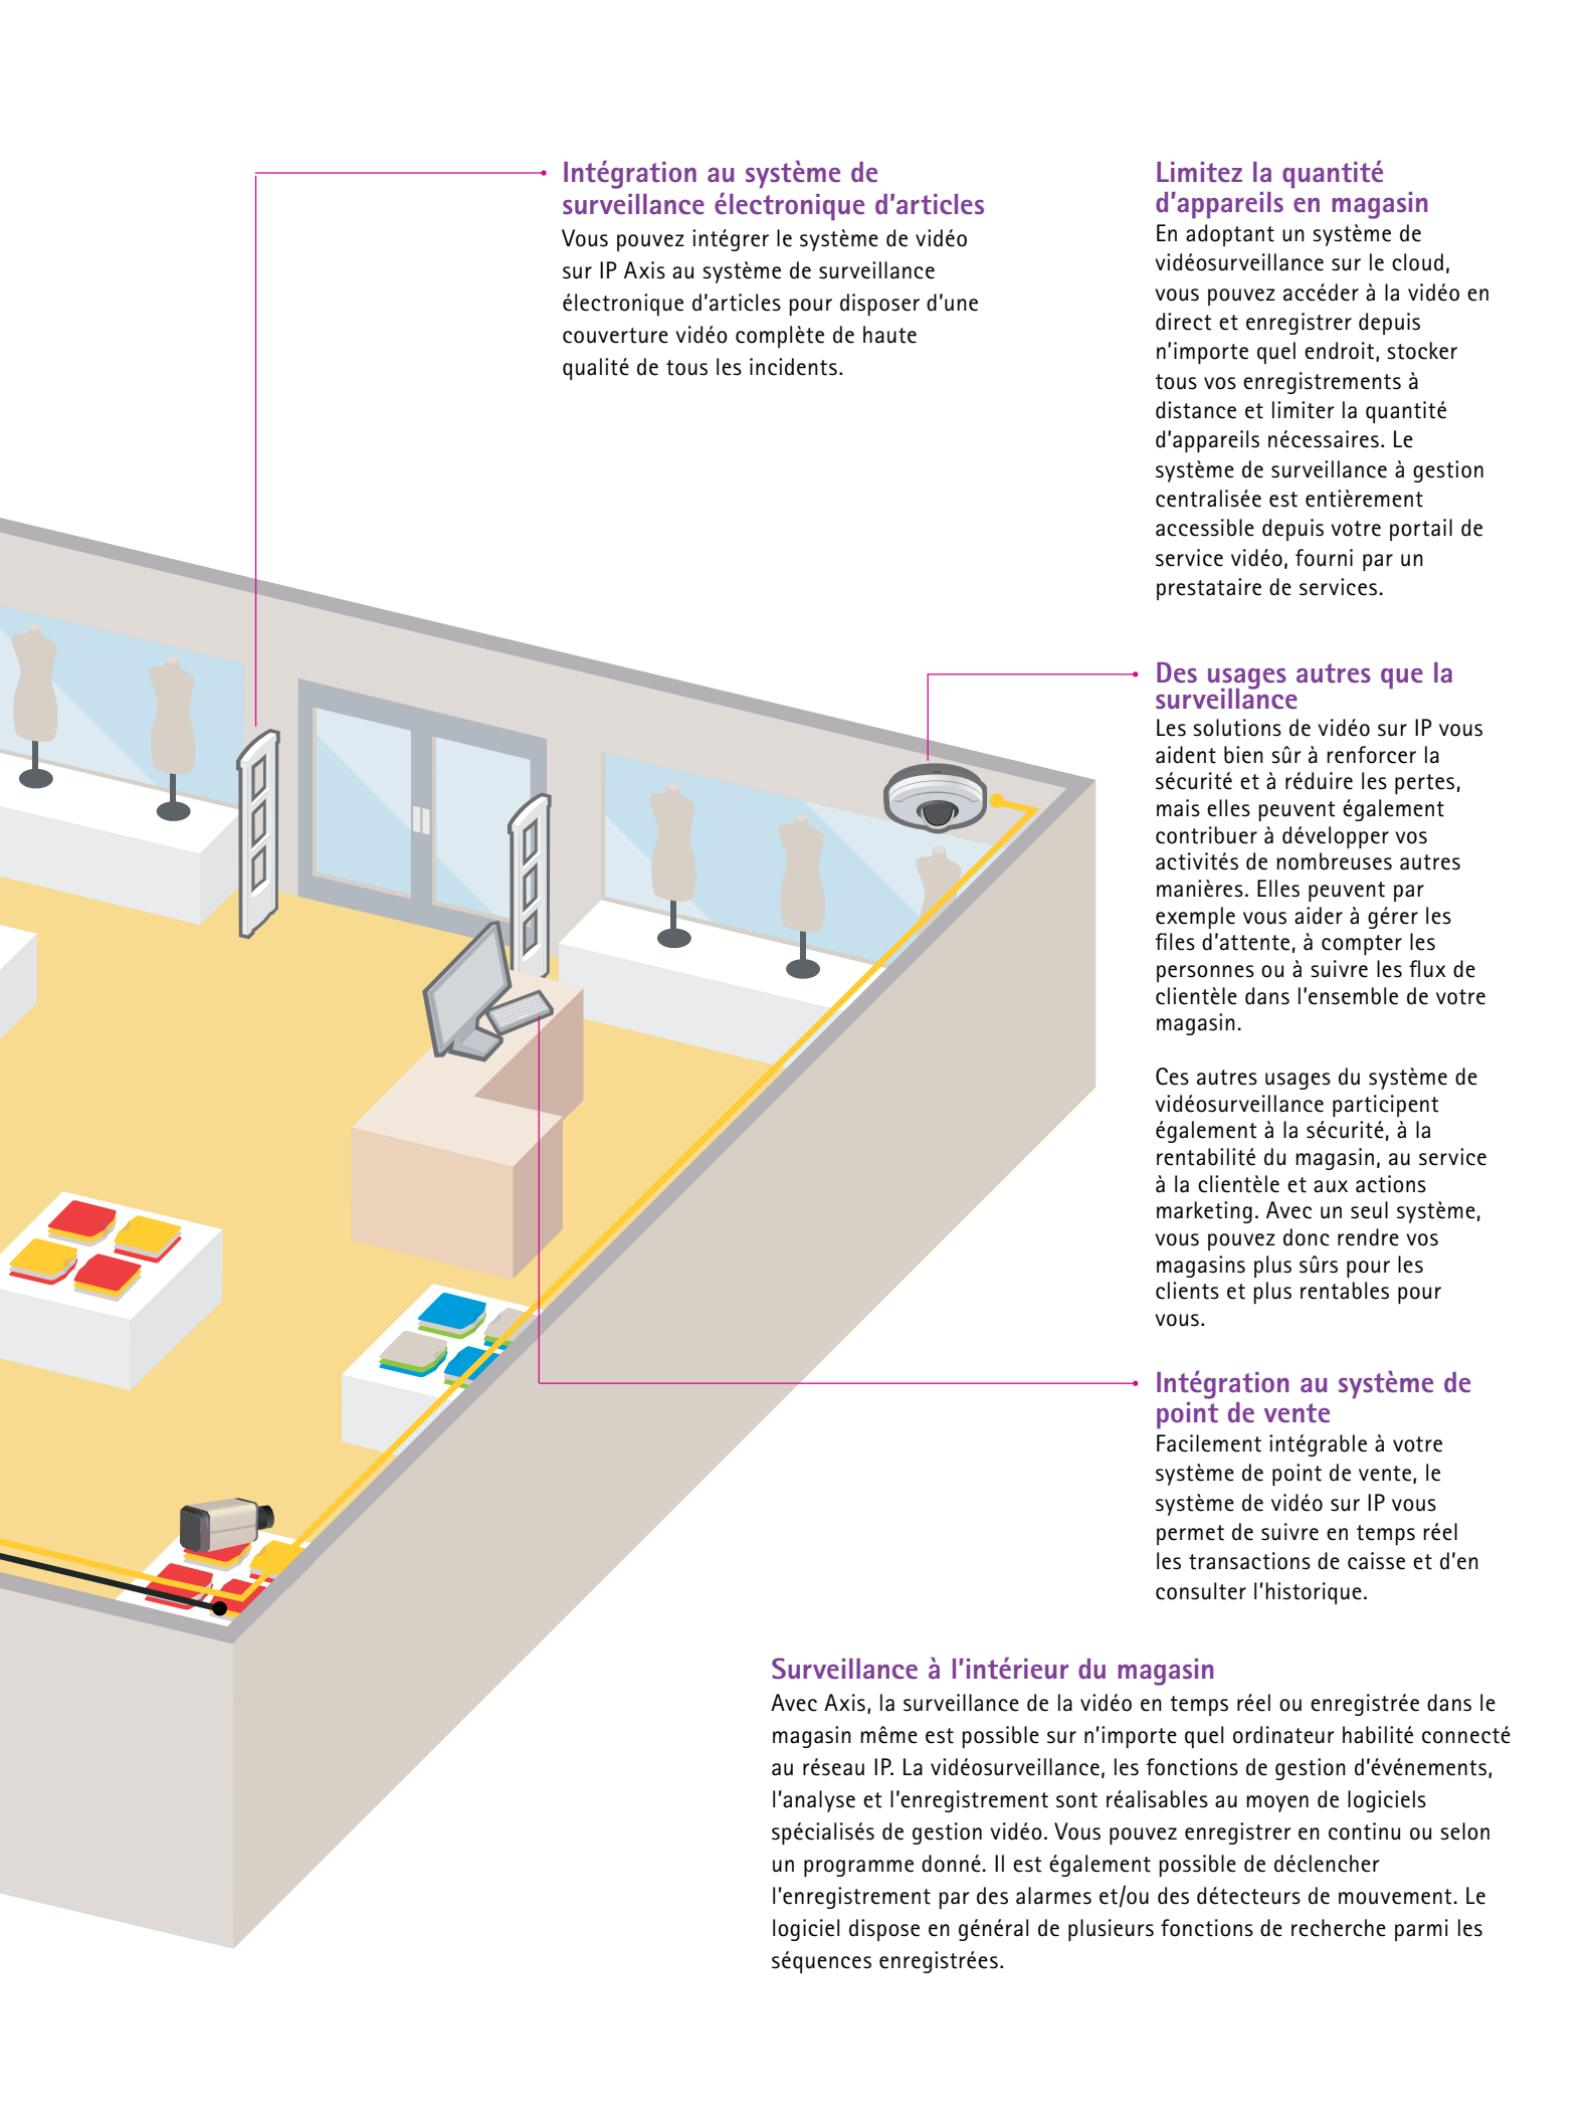 Intégration au système de
surveillance électronique d'articles
Vous pouvez intégrer le système de vidéo
sur IP Axis au système de surveillance
électronique d'articles pour disposer d'une
couverture vidéo complète de haute
qualité de tous les incidents.
Limitez la quantité
d'appareils en magasin
En adoptant un système de
vidéosurveillance sur le cloud,
vous pouvez accéder à la vidéo en
direct et enregistrer depuis
n'importe quel endroit, stocker
tous vos enregistrements à
distance et limiter la quantité
d'appareils nécessaires. Le
système de surveillance à gestion
centralisée est entièrement
accessible depuis votre portail de
service vidéo, fourni par un
prestataire de services.
Des usages autres que la
surveillance
Les solutions de vidéo sur IP vous
aident bien sûr à renforcer la
sécurité et à réduire les pertes,
mais elles peuvent également
contribuer à développer vos
activités de nombreuses autres
manières. Elles peuvent par
exemple vous aider à gérer les
files d'attente, à compter les
personnes ou à suivre les flux de
clientèle dans l'ensemble de votre
magasin.
Ces autres usages du système de
vidéosurveillance participent
également à la sécurité, à la
rentabilité du magasin, au service
à la clientèle et aux actions
marketing. Avec un seul système,
vous pouvez donc rendre vos
magasins plus sûrs pour les
clients et plus rentables pour
vous.
Intégration au système de
point de vente
Facilement intégrable à votre
système de point de vente, le
système de vidéo sur IP vous
permet de suivre en temps réel
les transactions de caisse et d'en
consulter l'historique.
Surveillance à l'intérieur du magasin
Avec Axis, la surveillance de la vidéo en temps réel ou enregistrée dans le
magasin même est possible sur n'importe quel ordinateur habilité connecté
au réseau IP. La vidéosurveillance, les fonctions de gestion d'événements,
l'analyse et l'enregistrement sont réalisables au moyen de logiciels
spécialisés de gestion vidéo. Vous pouvez enregistrer en continu ou selon
un programme donné. Il est également possible de déclencher
l'enregistrement par des alarmes et/ou des détecteurs de mouvement. Le
logiciel dispose en général de plusieurs fonctions de recherche parmi les
séquences enregistrées.